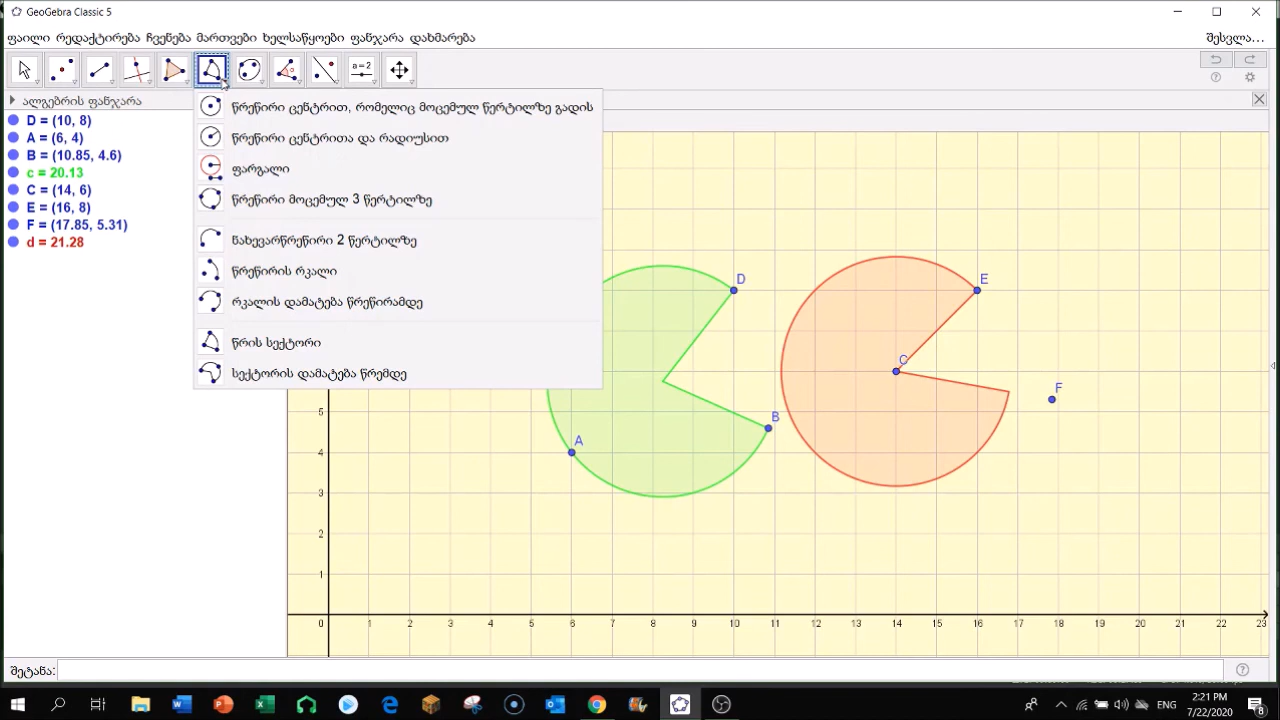 GeoGebra Classic 5
ფაილი რედაქტირება ჩვენება მართვები ხელსაწყოები ფანჯარა დახმარება
შესვლა...
a = 2
ალგებრის ფანჯარა
D = (10, 8)
A = (6, 4)
B = (10.85, 4.6)
c = 20.13
C = (14, 6)
E = (16, 8)
F = (17.85, 5.31)
d = 21.28
წრეწირი ცენტრით, რომელიც მოცემულ წერტილზე გადის
წრეწირი ცენტრითა და რადიუსით
ფარგალი
წრეწირი მოცემულ 3 წერტილზე
ნახევარწრეწირი 2 წერტილზე
წრეწირის რკალი
რკალის დამატება წრეწირამდე
წრის სექტორი
სექტორის დამატება წრემდე
D
E
C
F
B
A
5
4
3
2
1
0 1 2 3 4 5 6 7 8 9 10 11 12 13 14 15 16 17 18 19 20 21 22 23
შეტანა:
ENG
2:21 PM
7/22/2020
8